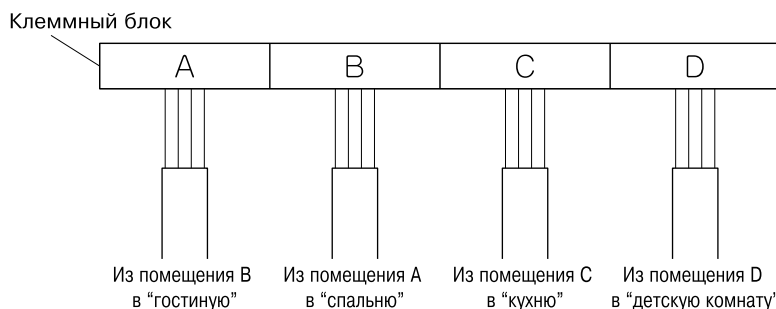 Клеммный блок
A B C D
Из помещения B Из помещения A Из помещения C Из помещения D
в “гостиную” в “спальню” в “кухню” в “детскую комнату”